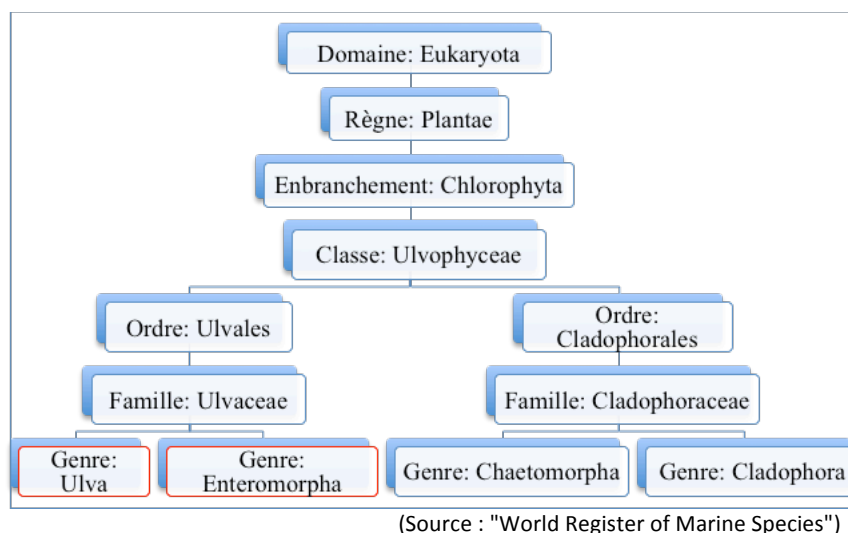 Domaine: Eukaryota
Règne: Plantae
Enbranchement: Chlorophyta
Classe: Ulvophyceae
Ordre: Ulvales
Ordre:
Cladophorales
Famille: Ulvaceae
Famille: Cladophoraceae
Genre:
Ulva
Genre:
Enteromorpha
Genre: Chaetomorpha
Genre: Cladophora
(Source : "World Register of Marine Species")